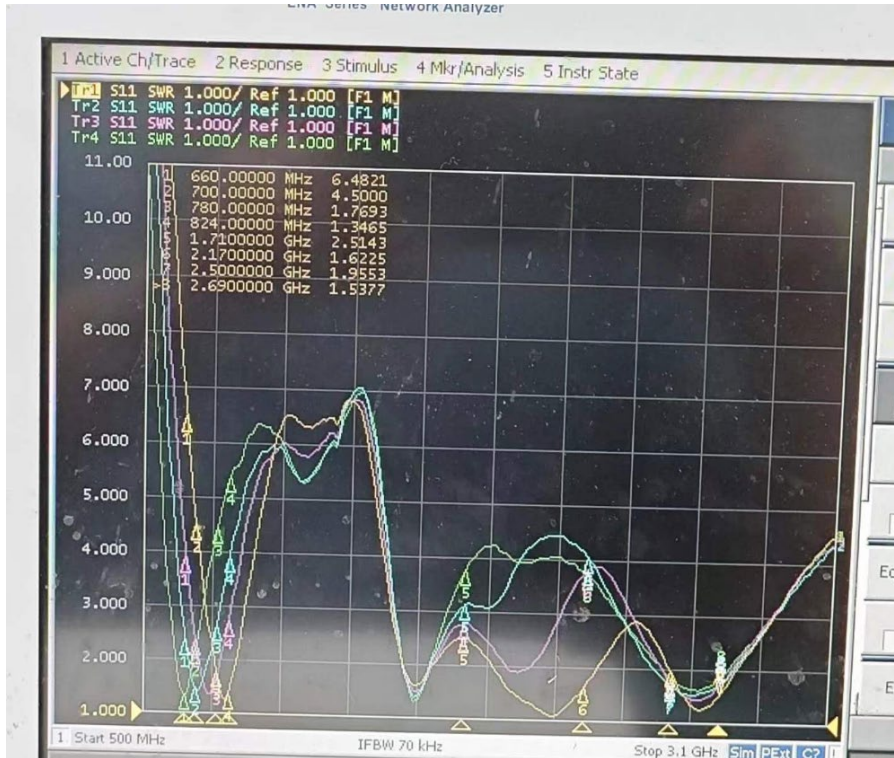 ENA Series Network Analyzer
1 Active Ch/Trace 2 Response 3 Stimulus 4 Mkr/Analysis 5 Instr State
Tr1 S11 SWR 1.000/ Ref 1.000 [F1 M]
Tr2 S11 SWR 1.000/ Ref 1.000 [F1 M]
Tr3 S11 SWR 1.000/ Ref 1.000 [F1 M]
Tr4 S11 SWR 1.000/ Ref 1.000 [F1 M]
11.00
1 660.00000 MHz 6.4821
2 700.00000 MHz 4.5000
3 780.00000 MHz 1.7693
4 824.00000 MHz 1.3465
5 1.7100000 GHz 2.5143
6 2.1700000 GHz 1.6225
7 2.5000000 GHz 1.9553
>8 2.6900000 GHz 1.5377
10.00
9.000
8.000
7.000
6.000
5.000
4.000
3.000
2.000
1.000
1 Start 500 MHz IFBW 70 kHz Stop 3.1 GHz Sim PExt C? !